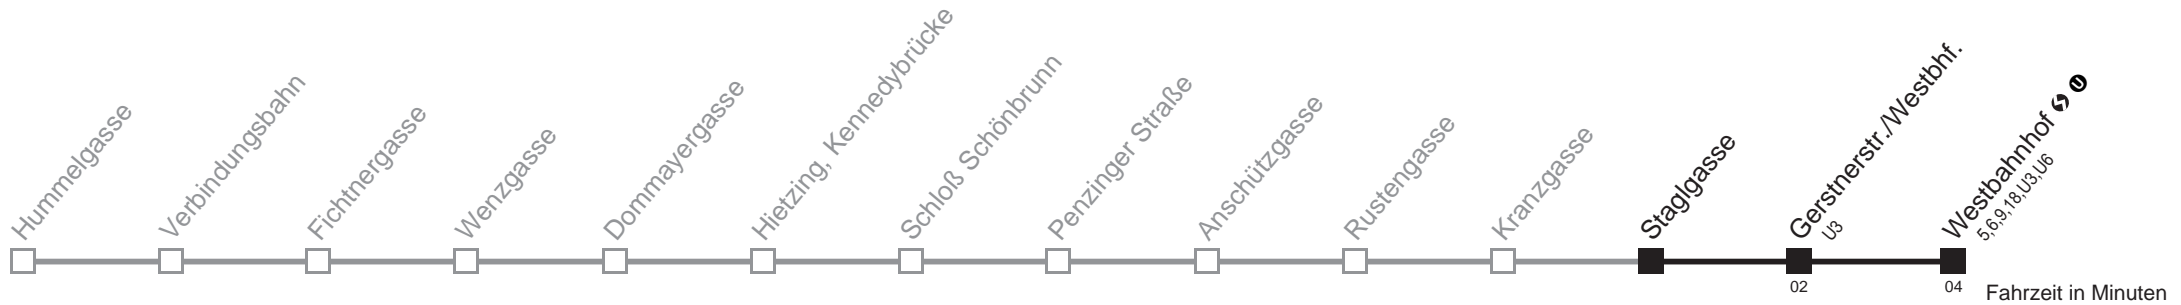 Hummelgasse
Verbindungsbahn
Fichtnergasse
Wenzgasse
Dommayergasse
Hietzing, Kennedybrücke
Schloß Schönbrunn
Penzinger Straße
Anschützgasse
Rustengasse
Kranzgasse
Staglgasse
Gerstnerstr./Westbhf.
U3
Westbahnhof S U
5,6,9,18,U3,U6
02
04
Fahrzeit in Minuten